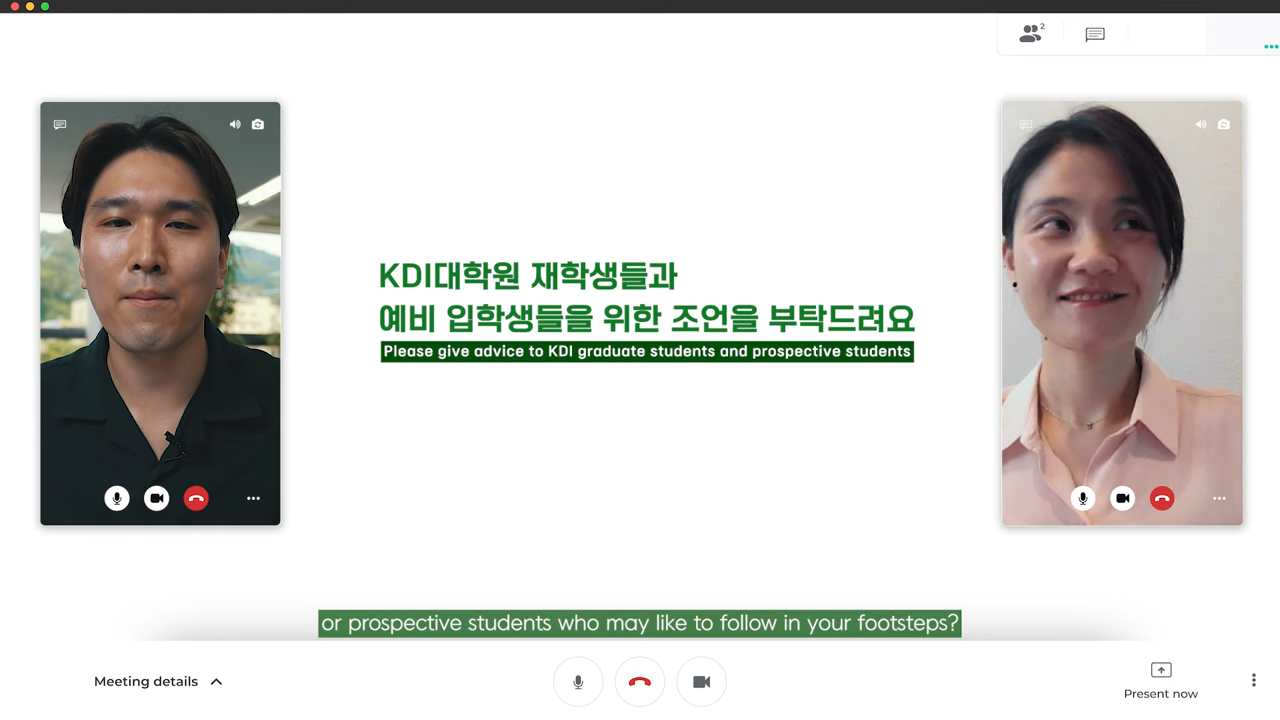 2
KDI대학원 재학생들과
예비 입학생들을 위한 조언을 부탁드려요
Please give advice to KDI graduate students and prospective students
or prospective students who may like to follow in your footsteps?
Meeting details
Present now